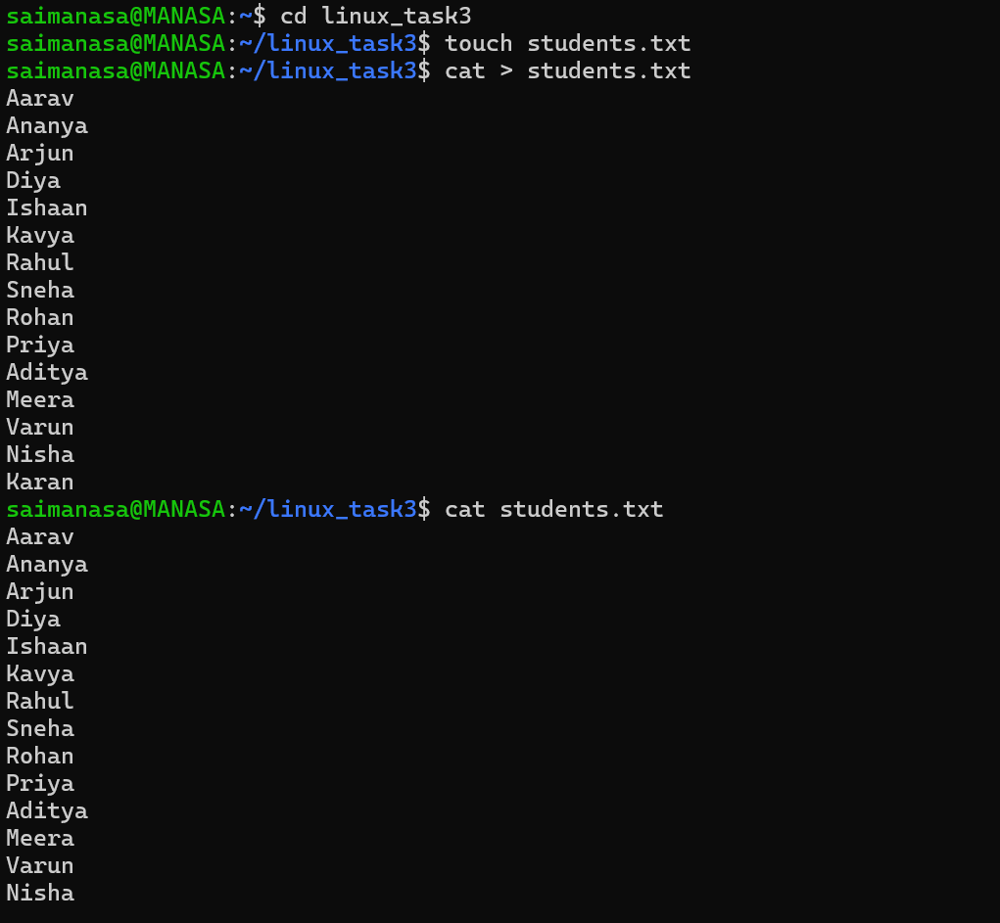 saimanasa@MANASA:~$ cd linux_task3
saimanasa@MANASA:~/linux_task3$ touch students.txt
saimanasa@MANASA:~/linux_task3$ cat > students.txt
Aarav
Ananya
Arjun
Diya
Ishaan
Kavya
Rahul
Sneha
Rohan
Priya
Aditya
Meera
Varun
Nisha
Karan
saimanasa@MANASA:~/linux_task3$ cat students.txt
Aarav
Ananya
Arjun
Diya
Ishaan
Kavya
Rahul
Sneha
Rohan
Priya
Aditya
Meera
Varun
Nisha